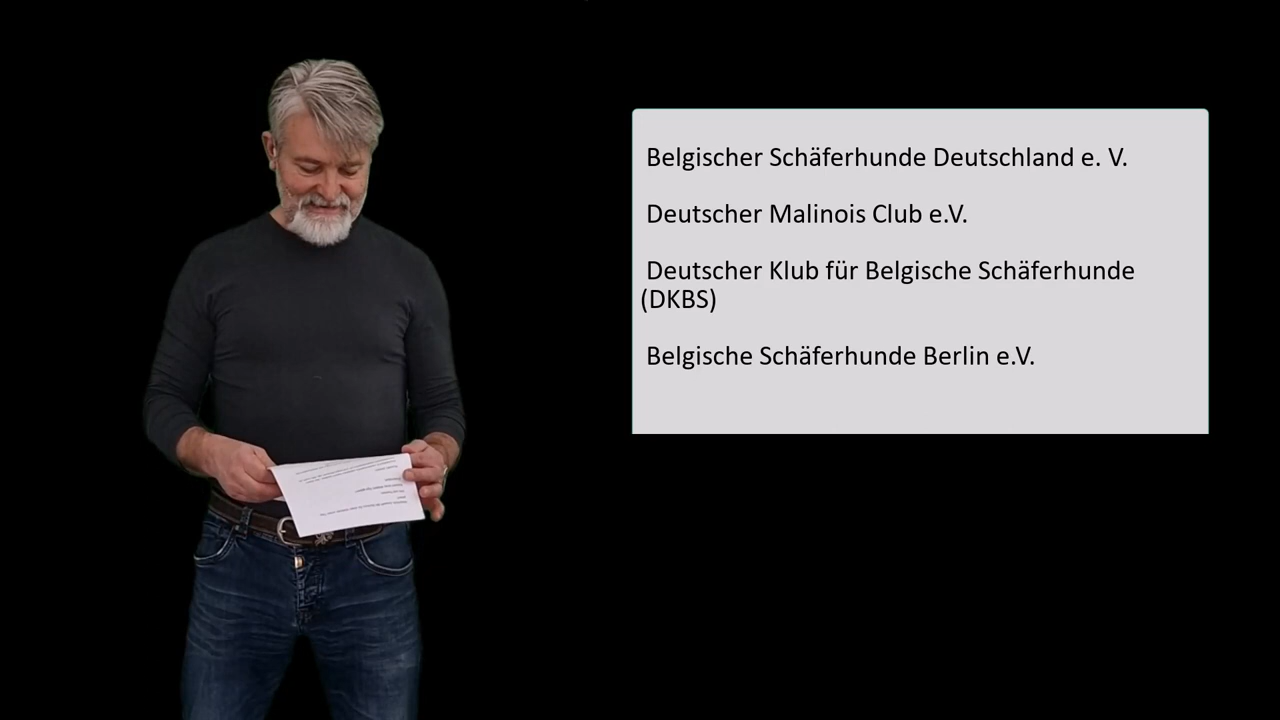 Belgischer Schäferhunde Deutschland e. V.
Deutscher Malinois Club e.V.
Deutscher Klub für Belgische Schäferhunde
(DKBS)
Belgische Schäferhunde Berlin e.V.